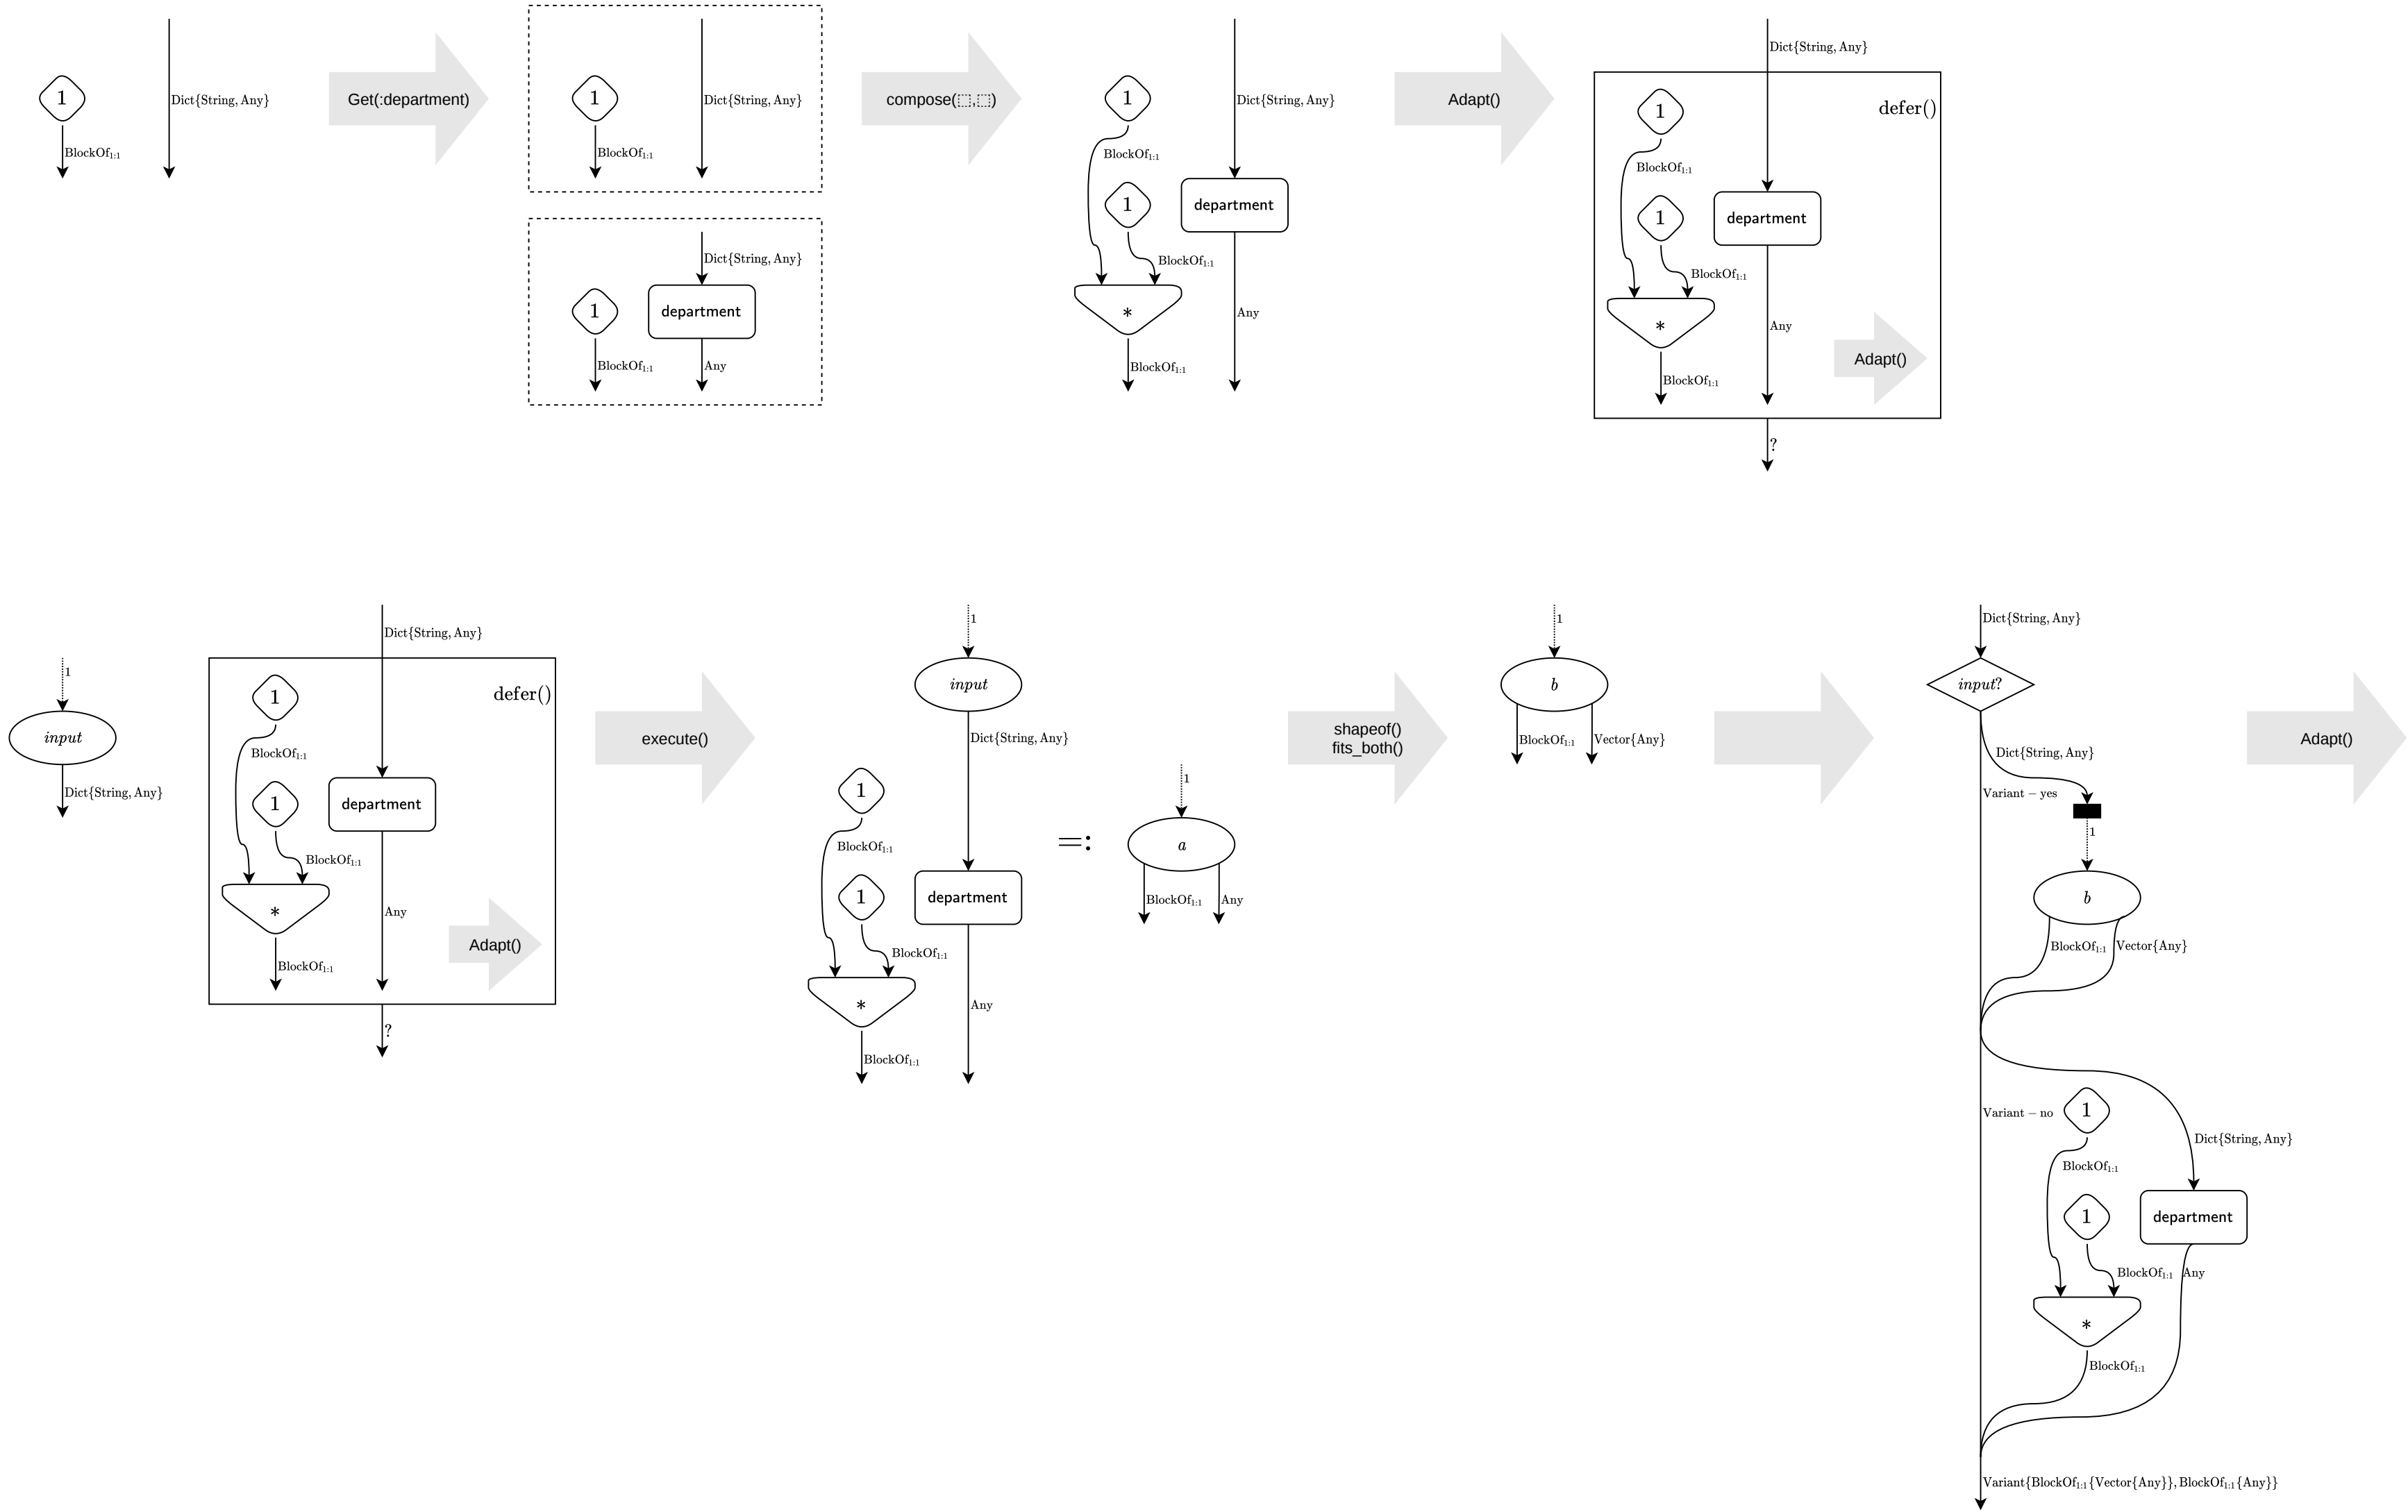 1
BlockOf₁:₁
Dict{String, Any}
Get(:department)
1
BlockOf₁:₁
Dict{String, Any}
1
BlockOf₁:₁
Dict{String, Any}
department
Any
compose(⬚,⬚)
1
BlockOf₁:₁
1
BlockOf₁:₁
*
BlockOf₁:₁
Dict{String, Any}
department
Any
Adapt()
Dict{String, Any}
defer()
1
BlockOf₁:₁
1
BlockOf₁:₁
*
BlockOf₁:₁
department
Any
Adapt()
?
1
input
Dict{String, Any}
Dict{String, Any}
defer()
1
BlockOf₁:₁
1
BlockOf₁:₁
*
BlockOf₁:₁
department
Any
Adapt()
?
execute()
1
input
Dict{String, Any}
1
BlockOf₁:₁
1
BlockOf₁:₁
*
BlockOf₁:₁
department
Any
=:
1
a
BlockOf₁:₁
Any
shapeof()
fits_both()
1
b
BlockOf₁:₁
Vector{Any}
Dict{String, Any}
input?
Dict{String, Any}
Variant – yes
1
b
BlockOf₁:₁
Vector{Any}
Variant – no
1
Dict{String, Any}
BlockOf₁:₁
1
department
BlockOf₁:₁
Any
*
BlockOf₁:₁
Variant{BlockOf₁:₁{Vector{Any}}, BlockOf₁:₁{Any}}
Adapt()